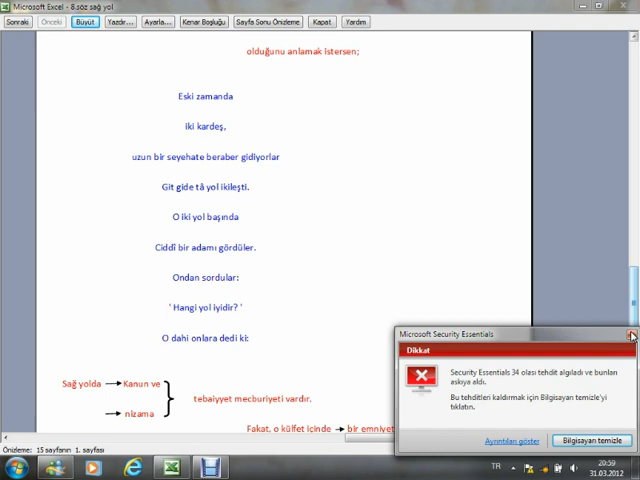 Microsoft Excel - 8.söz sağ yol
Sonraki Önceki Büyüt Yazdır... Ayarla... Kenar Boşluğu Sayfa Sonu Önizleme Kapat Yardım
olduğunu anlamak istersen;
Eski zamanda
iki kardeş,
uzun bir seyehate beraber gidiyorlar
Git gide tâ yol ikileşti.
O iki yol başında
Ciddî bir adamı gördüler.
Ondan sordular:
' Hangi yol iyidir? '
O dahi onlara dedi ki:
Sağ yolda Kanun ve
tebaiyyet mecburiyeti vardır.
nizama
Fakat, o külfet içinde bir emniyet
Microsoft Security Essentials
Dikkat
Security Essentials 34 olası tehdit algıladı ve bunları
askıya aldı.
Bu tehditleri kaldırmak için Bilgisayarı temizle'yi
tıklatın.
Ayrıntıları göster Bilgisayarı temizle
Önizleme: 15 sayfanın 1. sayfası
TR 20:59
31.03.2012